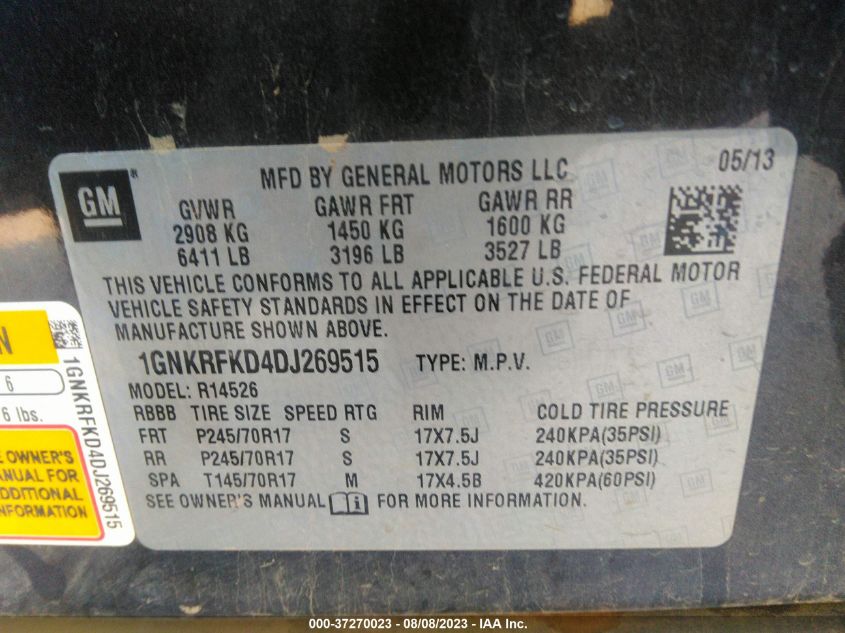 GM
MFD BY GENERAL MOTORS LLC
05/13
GVWR GAWR FRT GAWR RR
2908 KG 1450 KG 1600 KG
6411 LB 3196 LB 3527 LB
THIS VEHICLE CONFORMS TO ALL APPLICABLE U.S. FEDERAL MOTOR
VEHICLE SAFETY STANDARDS IN EFFECT ON THE DATE OF
MANUFACTURE SHOWN ABOVE.
1GNKRFKD4DJ269515 TYPE: M.P.V.
MODEL: R14526
RBBB TIRE SIZE SPEED RTG RIM COLD TIRE PRESSURE
FRT P245/70R17 S 17X7.5J 240KPA(35PSI)
RR P245/70R17 S 17X7.5J 240KPA(35PSI)
SPA T145/70R17 M 17X4.5B 420KPA(60PSI)
SEE OWNER'S MANUAL FOR MORE INFORMATION.
N
6
6 lbs.
E OWNER'S
ANUAL FOR
DDITIONAL
NFORMATION
1GNKRFKD4DJ269515
000-37270023 - 08/08/2023 - IAA Inc.